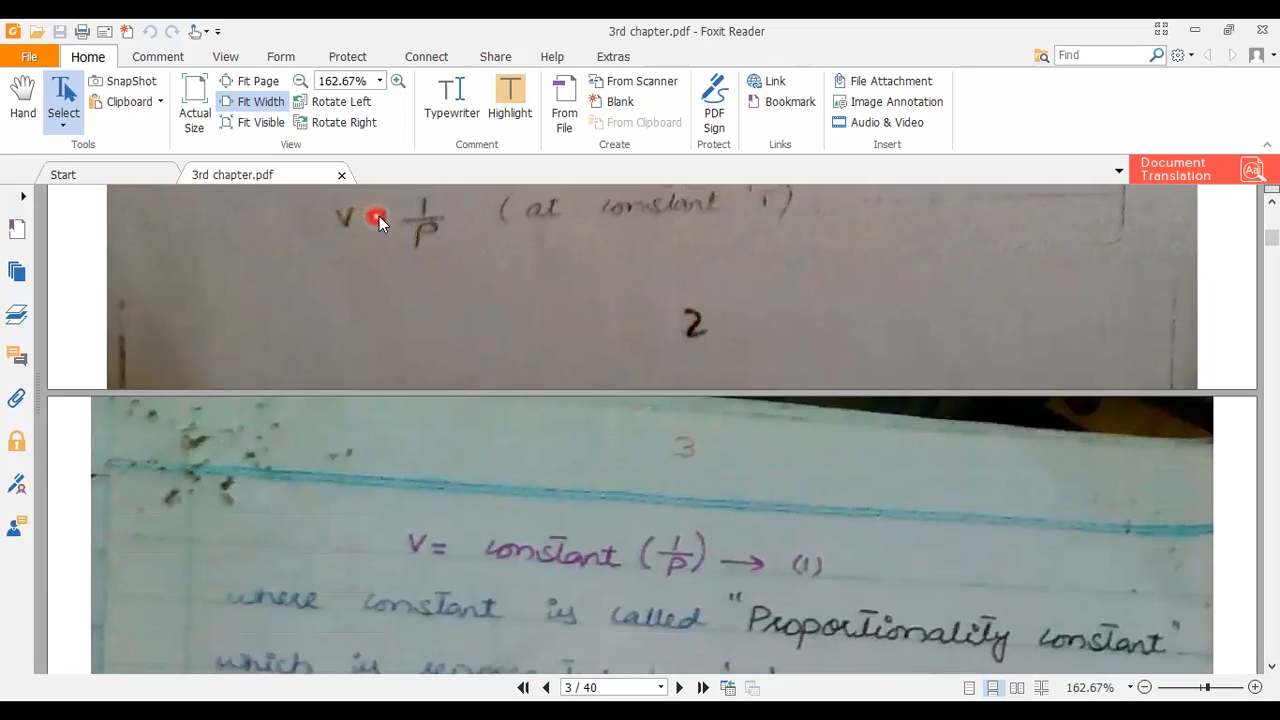 3rd chapter.pdf - Foxit Reader
File Home Comment View Form Protect Connect Share Help Extras Find
Hand Select SnapShot Clipboard Actual Size Fit Page Fit Width Fit Visible 162.67% Rotate Left Rotate Right Typewriter Highlight From File From Scanner Blank From Clipboard PDF Sign Link Bookmark File Attachment Image Annotation Audio & Video
Tools View Comment Create Protect Links Insert
Start 3rd chapter.pdf Document Translation
V 1/P (at constant 'T')
2
3
V = constant (1/P) → (1)
where constant is called "Proportionality constant"
which is
3 / 40 162.67%